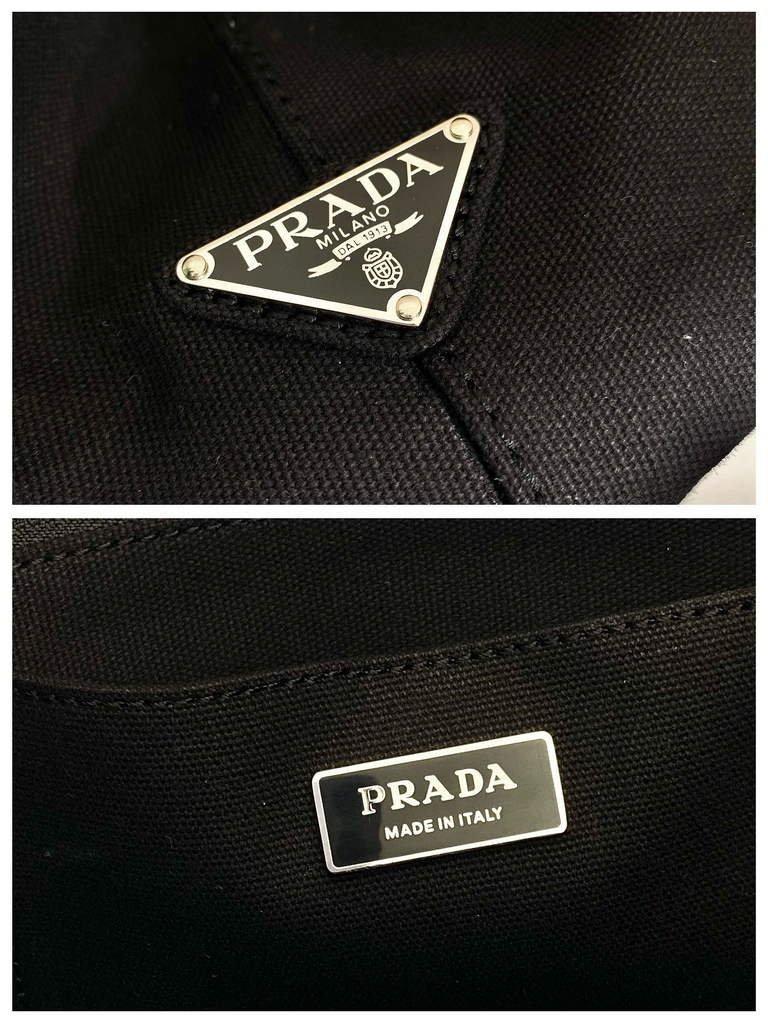 PRADA
MILANO
DAL 1913
PRADA
MADE IN ITALY